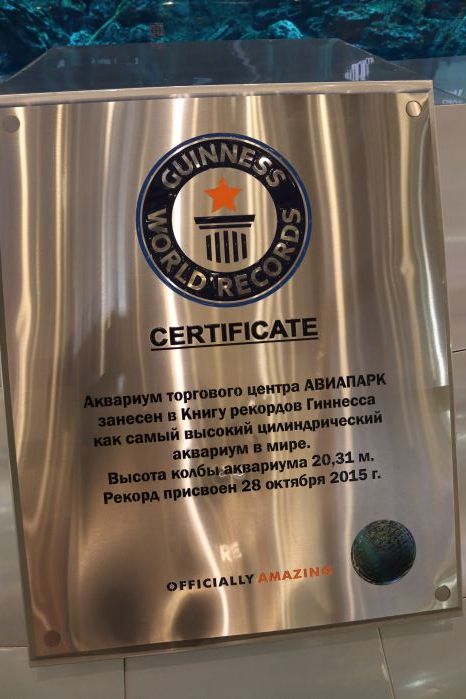 GUINNESS
WORLD RECORDS
CERTIFICATE
Аквариум торгового центра АВИАПАРК
занесен в Книгу рекордов Гиннесса
как самый высокий цилиндрический
аквариум в мире.
Высота колбы аквариума 20,31 м.
Рекорд присвоен 28 октября 2015 г.
OFFICIALLY AMAZING